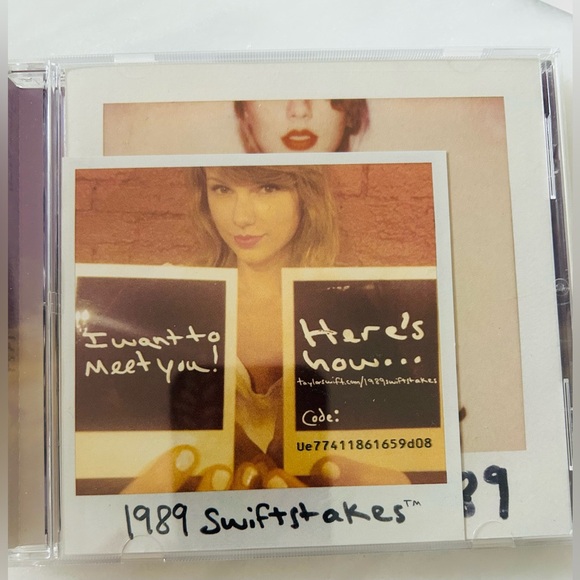 I want to
meet you!
Here's
how...
taylorswift.com/1989swiftstakes
Code:
Ue77411861659d08
1989 swiftstakes™
89